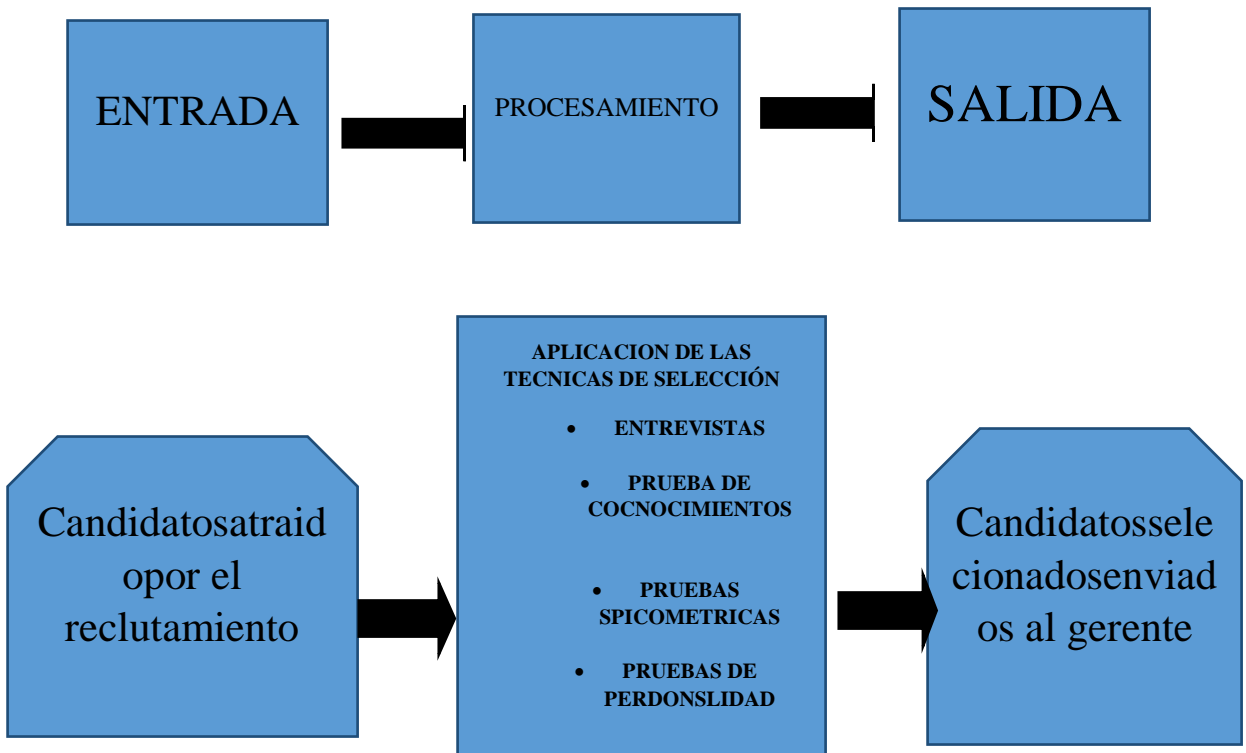 ENTRADA
PROCESAMIENTO
SALIDA
Candidatosatraid
opor el
reclutamiento
APLICACION DE LAS
TECNICAS DE SELECCIÓN
• ENTREVISTAS
• PRUEBA DE
COCNOCIMIENTOS
• PRUEBAS
SPICOMETRICAS
• PRUEBAS DE
PERDONSLIDAD
Candidatossele
cionadosenviad
os al gerente